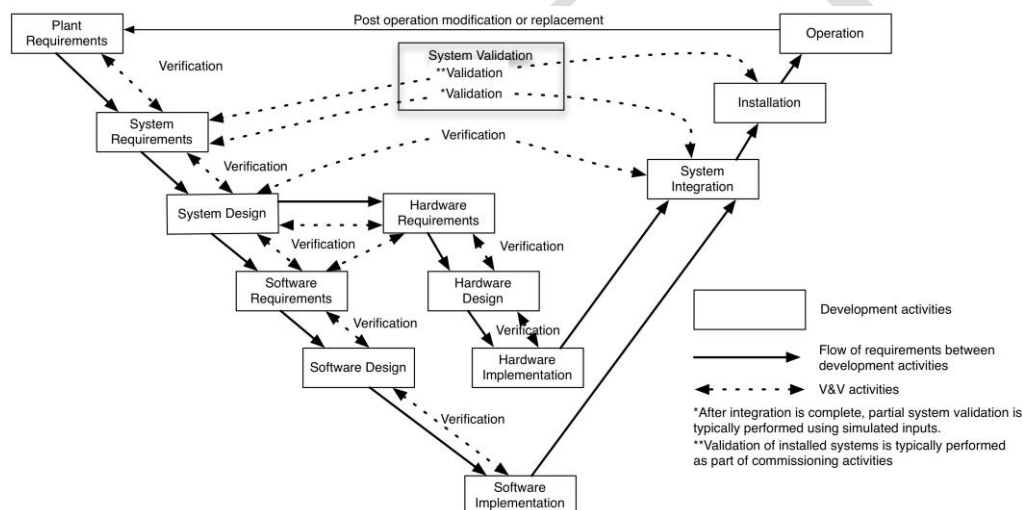 Post operation modification or replacement
Plant
Requirements
Operation
System Validation
**Validation
*Validation
Verification
Installation
System
Requirements
Verification
Verification
System
Integration
System Design
Hardware
Requirements
Verification
Verification
Software
Requirements
Hardware
Design
Verification
Verification
Software Design
Hardware
Implementation
Verification
Software
Implementation
Development activities
Flow of requirements between
development activities
V&V activities
*After integration is complete, partial system validation is
typically performed using simulated inputs.
**Validation of installed systems is typically performed
as part of commissioning activities